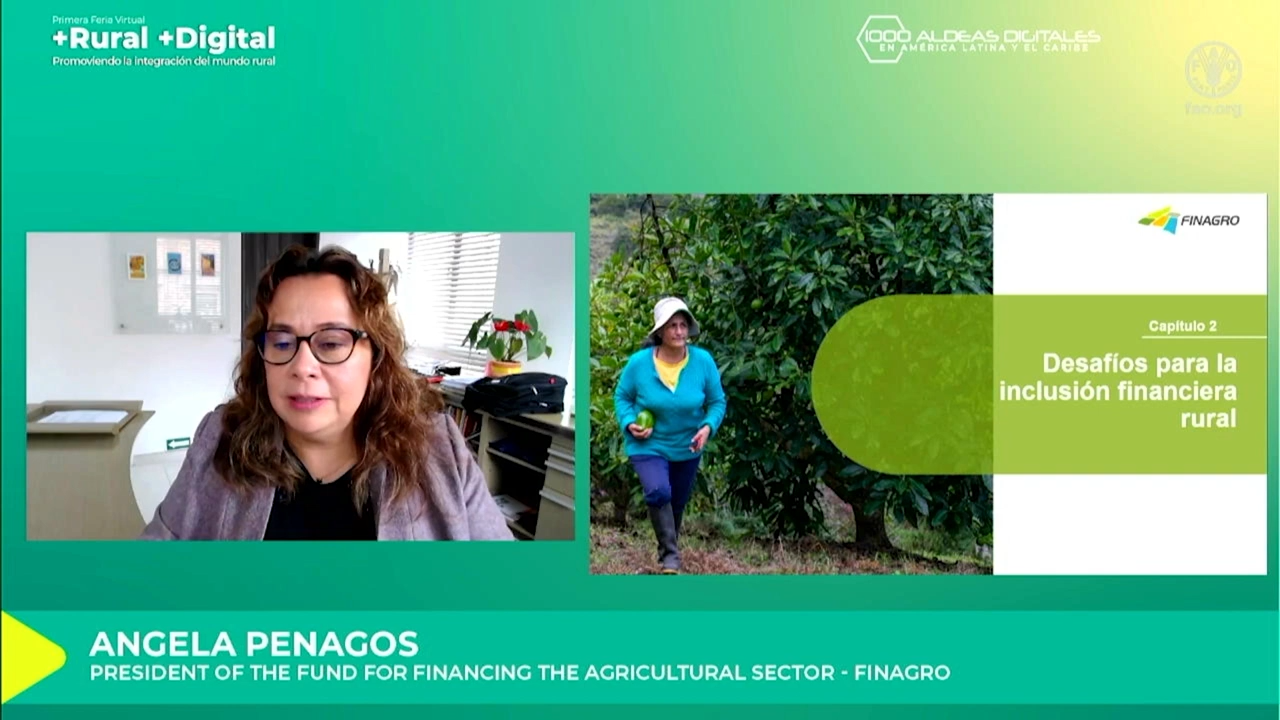 Primera Feria Virtual
+Rural +Digital
Promoviendo la integración del mundo rural
1000 ALDEAS DIGITALES
EN AMÉRICA LATINA Y EL CARIBE
fao.org
FINAGRO
Capítulo 2
Desafíos para la
inclusión financiera
rural
ANGELA PENAGOS
PRESIDENT OF THE FUND FOR FINANCING THE AGRICULTURAL SECTOR - FINAGRO